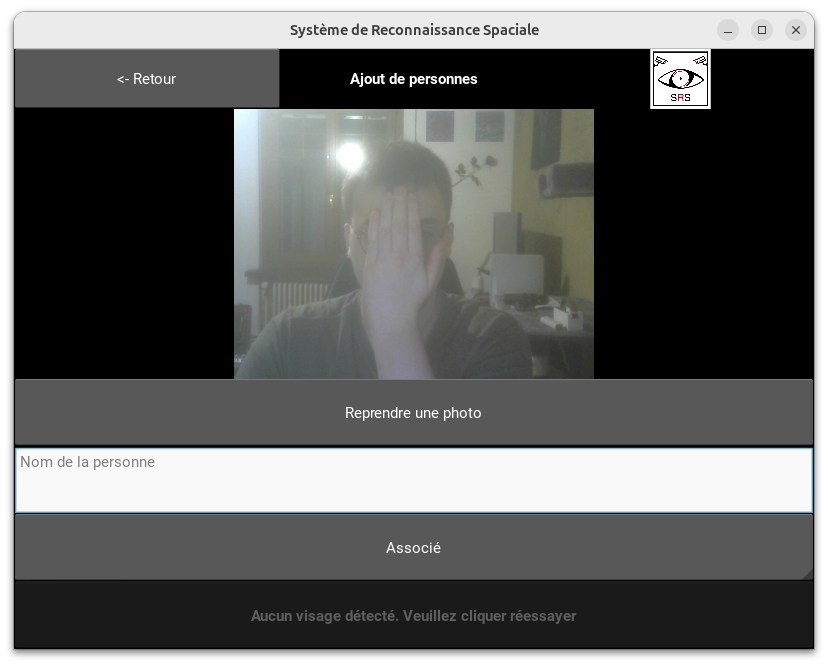 Système de Reconnaissance Spaciale
<- Retour
Ajout de personnes
SRS
Reprendre une photo
Nom de la personne
Associé
Aucun visage détecté. Veuillez cliquer réessayer